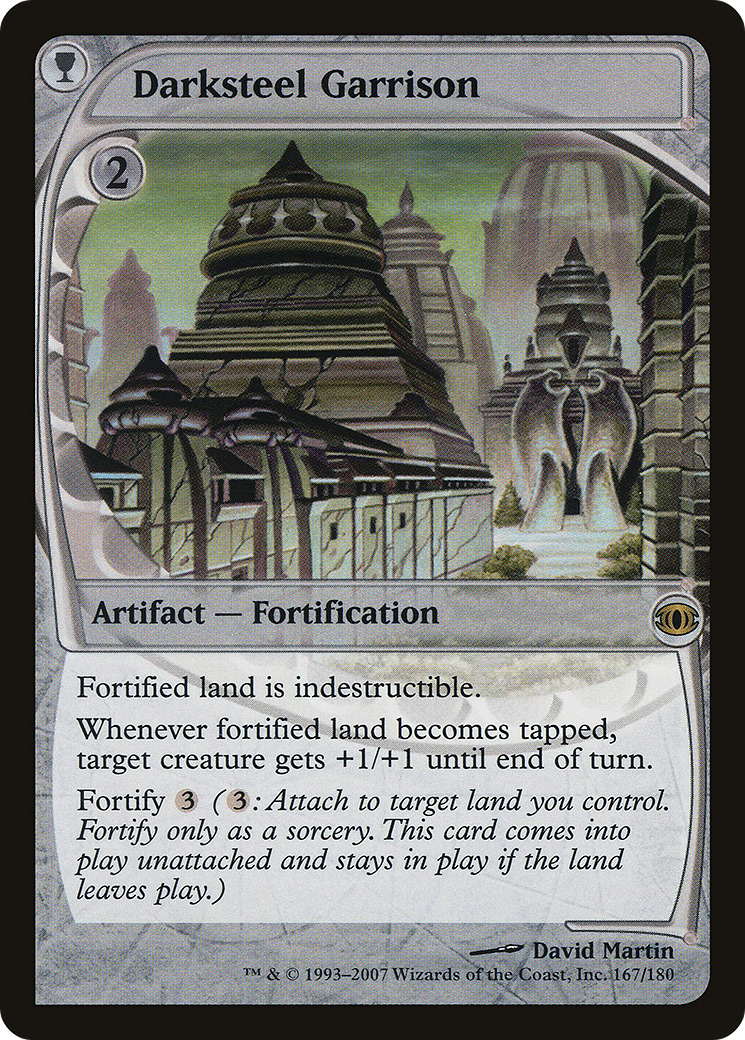 Darksteel Garrison
2
Artifact — Fortification
Fortified land is indestructible.
Whenever fortified land becomes tapped,
target creature gets +1/+1 until end of turn.
Fortify 3 (3: Attach to target land you control.
Fortify only as a sorcery. This card comes into
play unattached and stays in play if the land
leaves play.)
David Martin
™ & © 1993–2007 Wizards of the Coast, Inc. 167/180